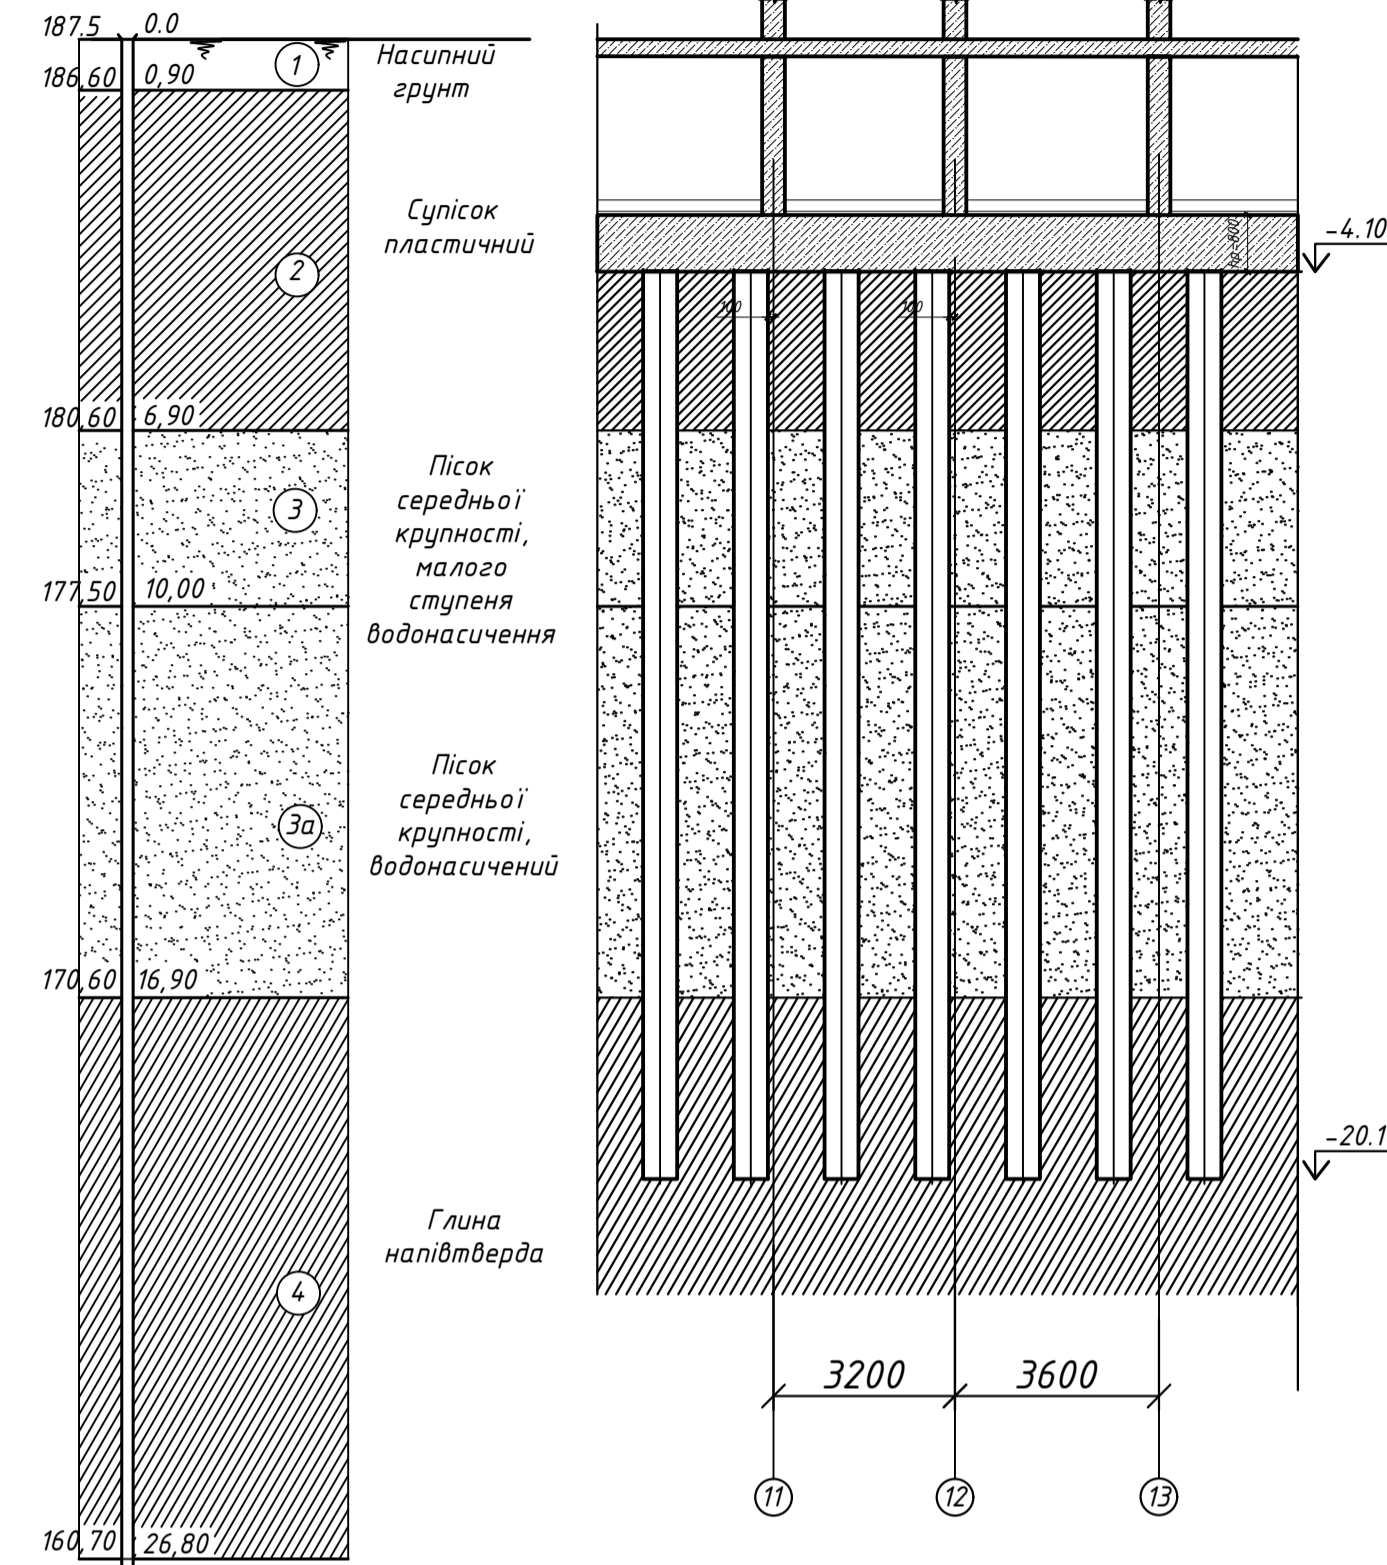 187.5 0.0
1
Насипний
грунт
186,60 0,90
Супісок
пластичний
2
180,60 6,90
Пісок
середньої
крупності,
малого
ступеня
водонасичення
3
177,50 10,00
Пісок
середньої
крупності,
водонасичений
3а
170,60 16,90
Глина
напівтверда
4
160,70 26,80
hр=800
-4.10
100 100
-20.1
3200 3600
11 12 13